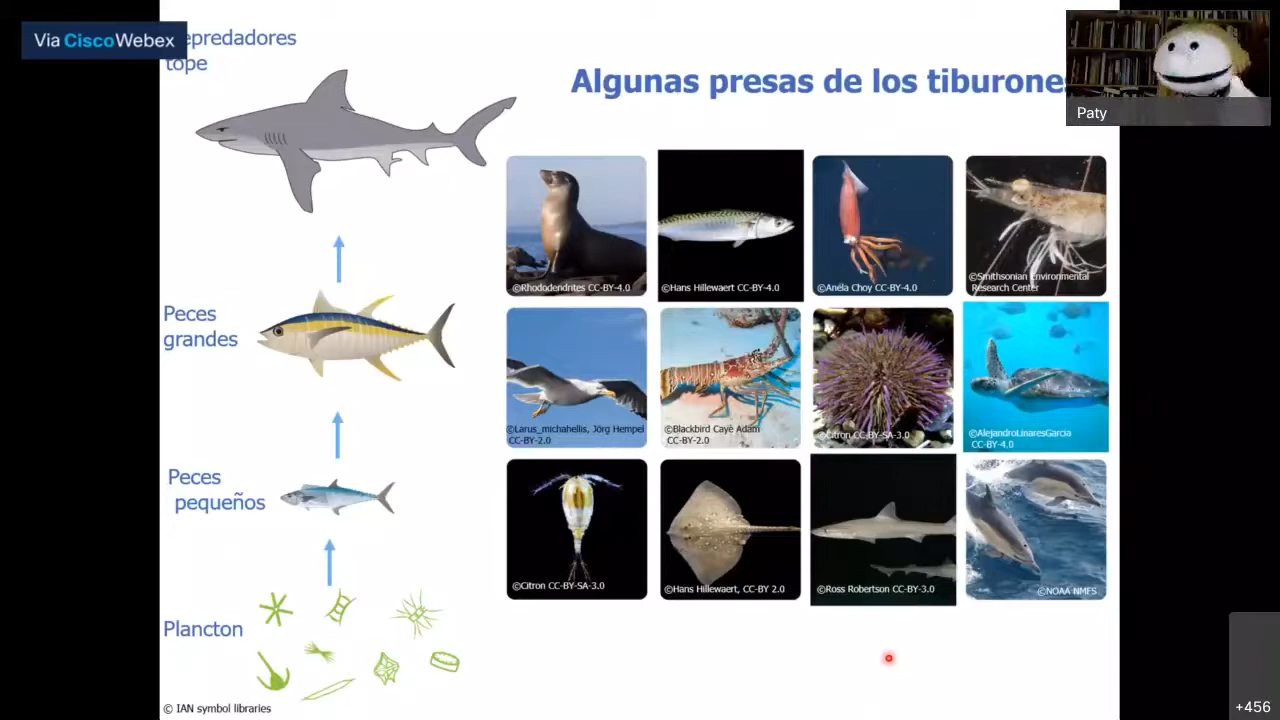 Via CiscoWebex
epredadores
tope
Algunas presas de los tiburone
Paty
©Rhododendrites CC-BY-4.0
©Hans Hillewaert CC-BY-4.0
©Anela Choy CC-BY-4.0
©Smithsonian Environmental
Research Center
Peces
grandes
©Larus_michahellis, Jörg Hempel
CC-BY-2.0
©Blackbird Caye Adam
CC-BY-2.0
©Citron CC-BY-SA-3.0
©AlejandroLinaresGarcia
CC-BY-4.0
Peces
pequeños
©Citron CC-BY-SA-3.0
©Hans Hillewaert, CC-BY 2.0
©Ross Robertson CC-BY-3.0
©NOAA NMFS
Plancton
© IAN symbol libraries
+456